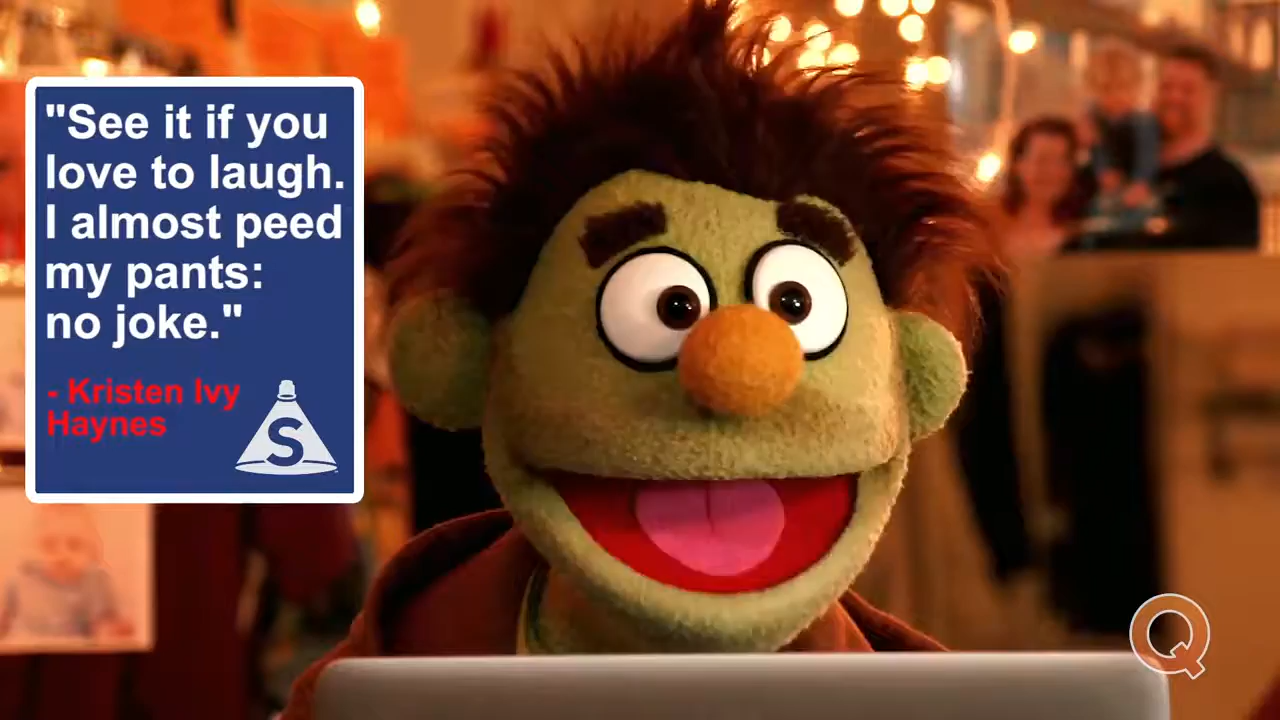 "See it if you
love to laugh.
I almost peed
my pants:
no joke."
- Kristen Ivy
Haynes
S
Q